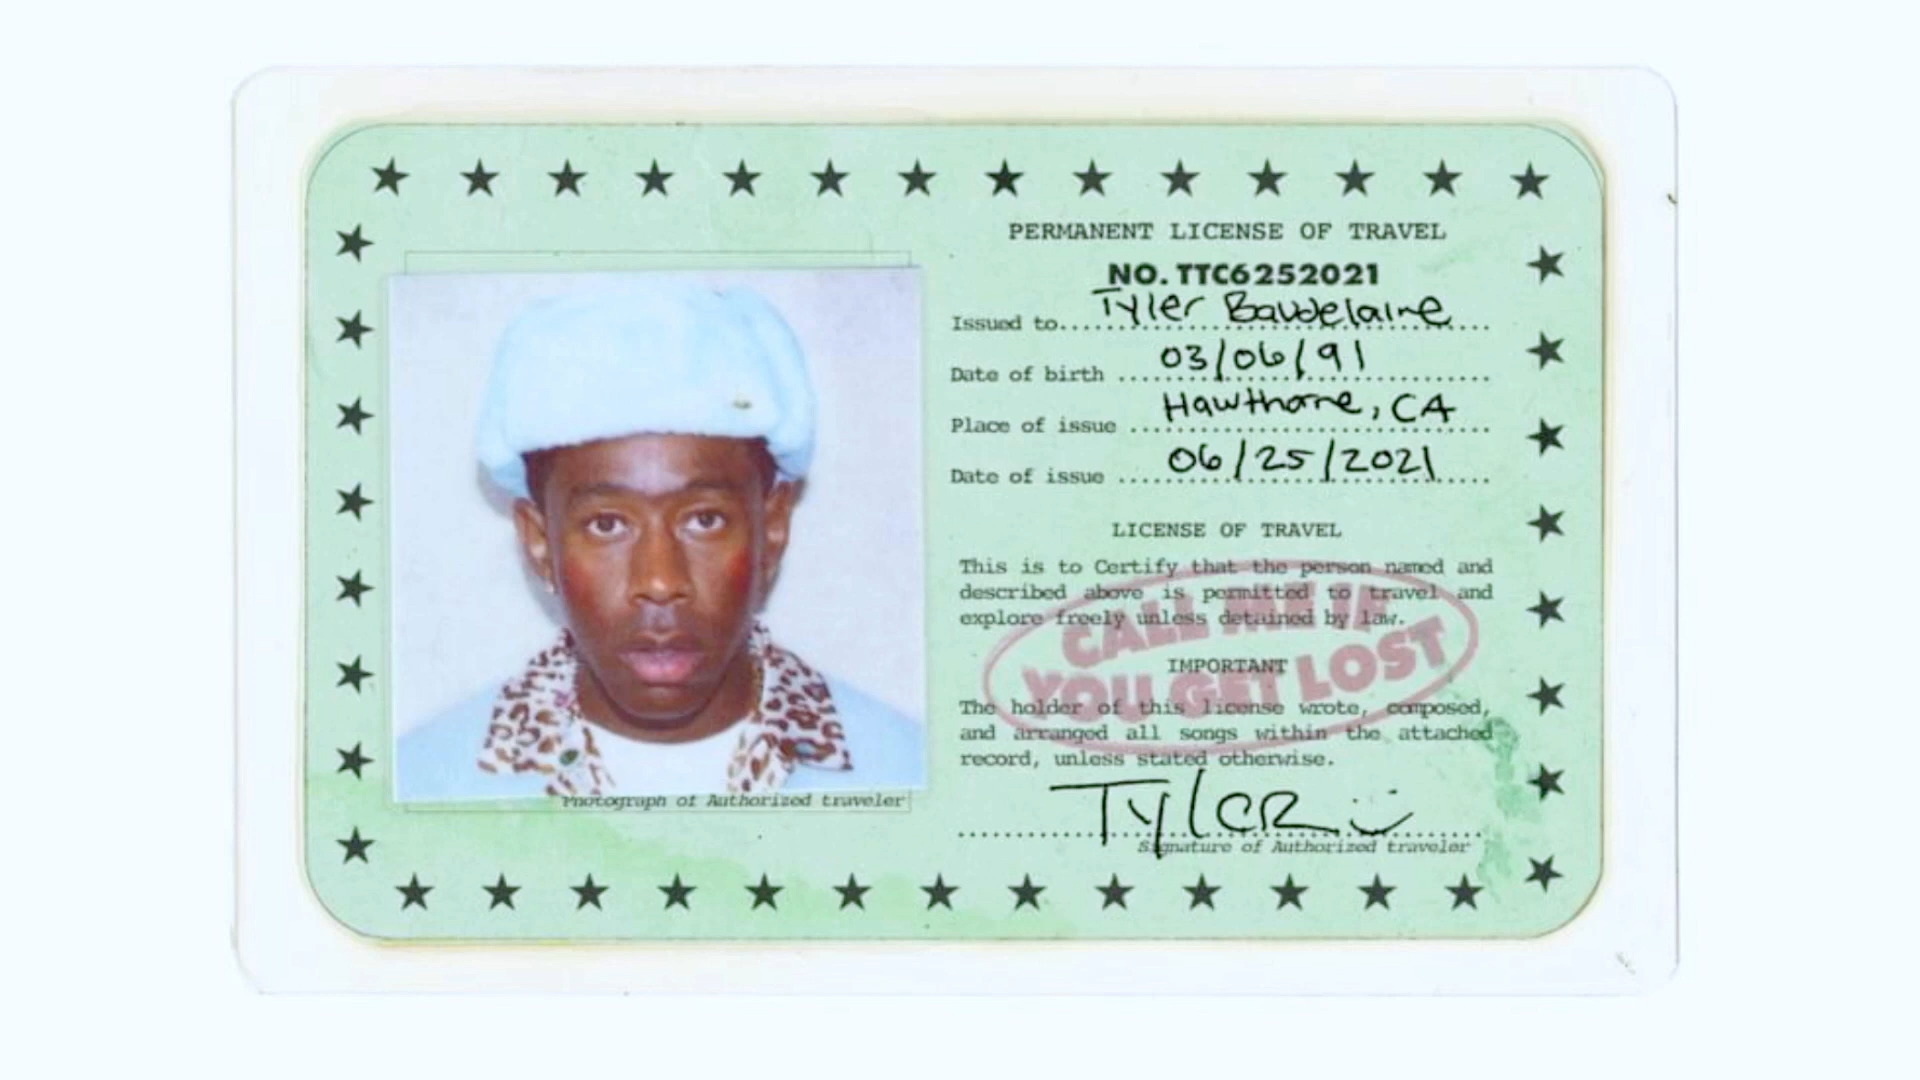 PERMANENT LICENSE OF TRAVEL
NO. TTC6252021
Issued to.... Tyler Baudelaire
Date of birth .... 03/06/91
Place of issue .... Hawthorne, CA
Date of issue .... 06/25/2021
LICENSE OF TRAVEL
This is to Certify that the person named and
described above is permitted to travel and
explore freely unless detained by law.
CALL ME IF
YOU GET LOST
IMPORTANT
The holder of this license wrote, composed,
and arranged all songs within the attached
record, unless stated otherwise.
Tyler
Signature of Authorized traveler
Photograph of Authorized traveler